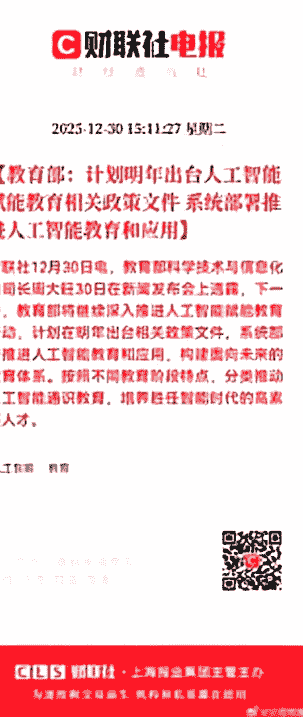 财联社电报
2025-12-30 15:11:27 星期二
【教育部：计划明年出台人工智能
赋能教育相关政策文件 系统部署推
进人工智能教育和应用】
联社12月30日电，教育部科学技术与信息化
司长周大旺30日在新闻发布会上透露，下一
，教育部将继续深入推进人工智能赋能教育
动，计划在明年出台相关政策文件，系统部
推进人工智能教育和应用，构建面向未来的
育体系。按照不同教育阶段特点，分类推动
工智能通识教育，培养胜任智能时代的高素
人才。
人工智能 教育
CLS 财联社·上海报业集团主管主办